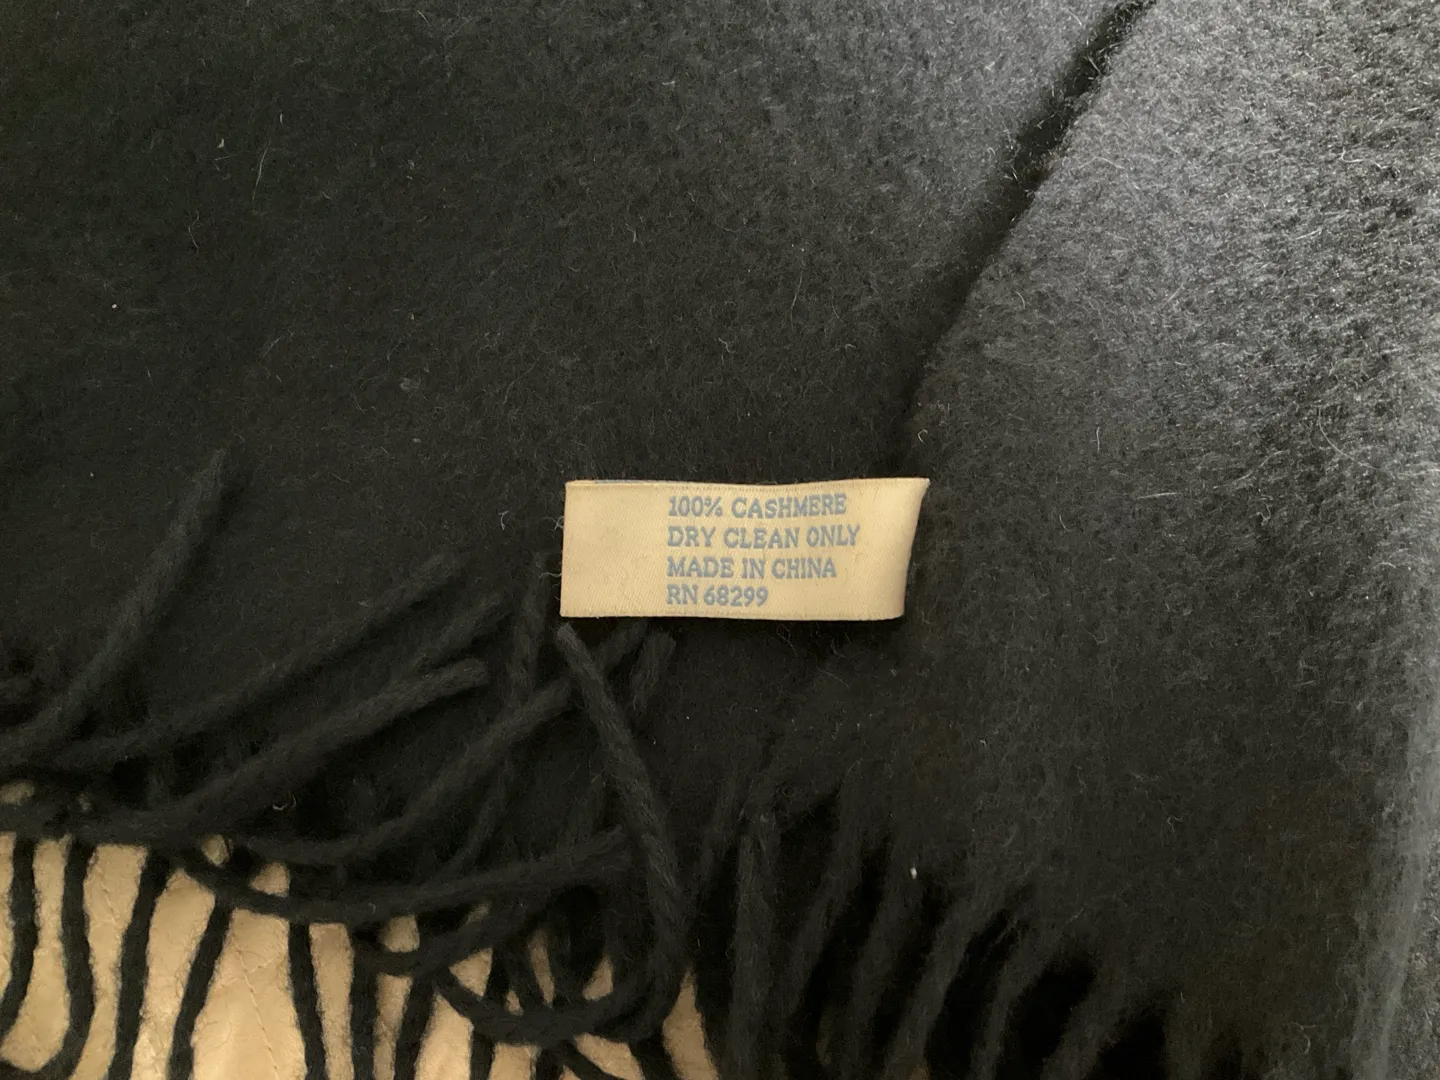 100% CASHMERE
DRY CLEAN ONLY
MADE IN CHINA
RN 68299